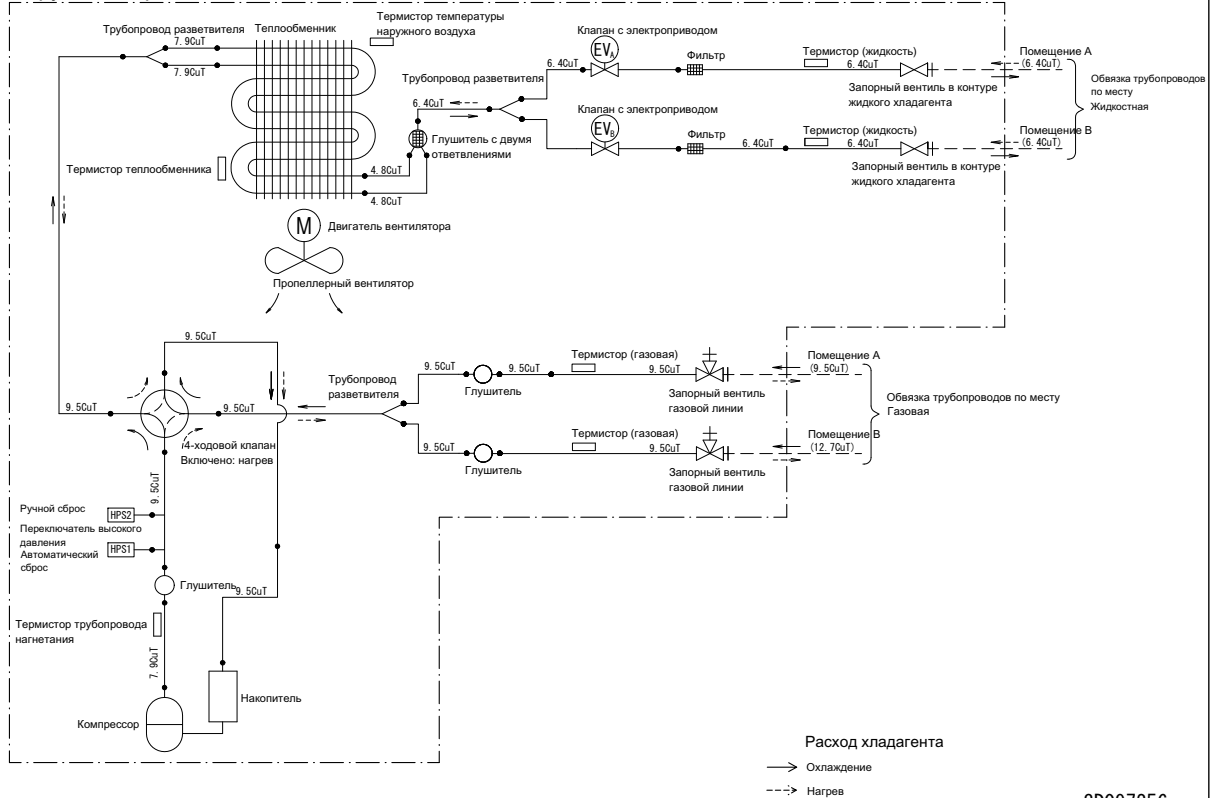 Трубопровод разветвителя
Теплообменник
Термистор температуры
наружного воздуха
7.9CuT
7.9CuT
Клапан с электроприводом
EVA
6.4CuT
Фильтр
Термистор (жидкость)
6.4CuT
Запорный вентиль в контуре
жидкого хладагента
Помещение A
(6.4CuT)
Обвязка трубопроводов
по месту
Жидкостная
Трубопровод разветвителя
6.4CuT
Клапан с электроприводом
EVB
Фильтр
6.4CuT
Термистор (жидкость)
6.4CuT
Запорный вентиль в контуре
жидкого хладагента
Помещение B
(6.4CuT)
Глушитель с двумя
ответвлениями
Термистор теплообменника
4.8CuT
4.8CuT
M
Двигатель вентилятора
Пропеллерный вентилятор
9.5CuT
9.5CuT
9.5CuT
4-ходовой клапан
Включено: нагрев
Трубопровод
разветвителя
9.5CuT
Глушитель
9.5CuT
Термистор (газовая)
9.5CuT
Запорный вентиль
газовой линии
Помещение A
(9.5CuT)
Обвязка трубопроводов по месту
Газовая
9.5CuT
Глушитель
Термистор (газовая)
9.5CuT
Запорный вентиль
газовой линии
Помещение B
(12.7CuT)
9.5CuT
Ручной сброс
HPS2
Переключатель высокого
давления
Автоматический
сброс
HPS1
Глушитель
9.5CuT
Термистор трубопровода
нагнетания
7.9CuT
Накопитель
Компрессор
Расход хладагента
Охлаждение
Нагрев